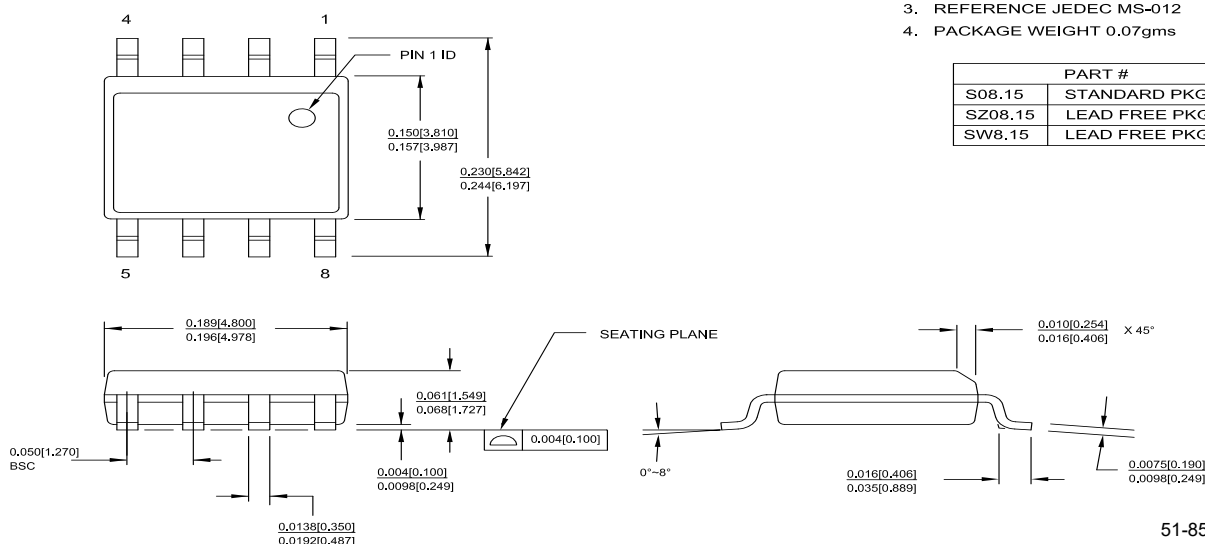 3. REFERENCE JEDEC MS-012
4. PACKAGE WEIGHT 0.07gms
PART #
S08.15 STANDARD PKG
SZ08.15 LEAD FREE PKG
SW8.15 LEAD FREE PKG
4
1
PIN 1 ID
0.150[3.810]
0.157[3.987]
0.230[5.842]
0.244[6.197]
5
8
0.189[4.800]
0.196[4.978]
SEATING PLANE
0.010[0.254]
0.016[0.406]
X 45°
0.061[1.549]
0.068[1.727]
0.004[0.100]
0.050[1.270]
BSC
0.004[0.100]
0.0098[0.249]
0°~8°
0.016[0.406]
0.035[0.889]
0.0075[0.190]
0.0098[0.249]
0.0138[0.350]
0.0192[0.487]
51-85